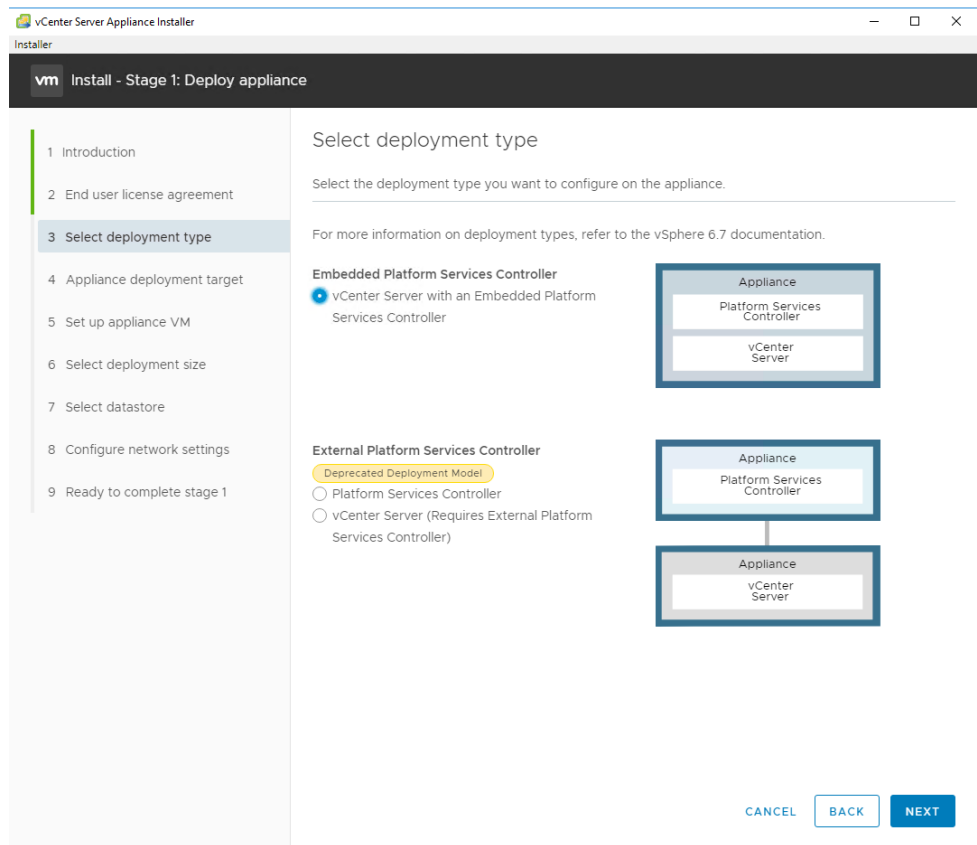 vCenter Server Appliance Installer
Installer
vm Install - Stage 1: Deploy appliance
1 Introduction
2 End user license agreement
3 Select deployment type
4 Appliance deployment target
5 Set up appliance VM
6 Select deployment size
7 Select datastore
8 Configure network settings
9 Ready to complete stage 1
Select deployment type
Select the deployment type you want to configure on the appliance.
For more information on deployment types, refer to the vSphere 6.7 documentation.
Embedded Platform Services Controller
vCenter Server with an Embedded Platform
Services Controller
Appliance
Platform Services
Controller
vCenter
Server
External Platform Services Controller
Deprecated Deployment Model
Platform Services Controller
vCenter Server (Requires External Platform
Services Controller)
Appliance
Platform Services
Controller
Appliance
vCenter
Server
CANCEL BACK NEXT